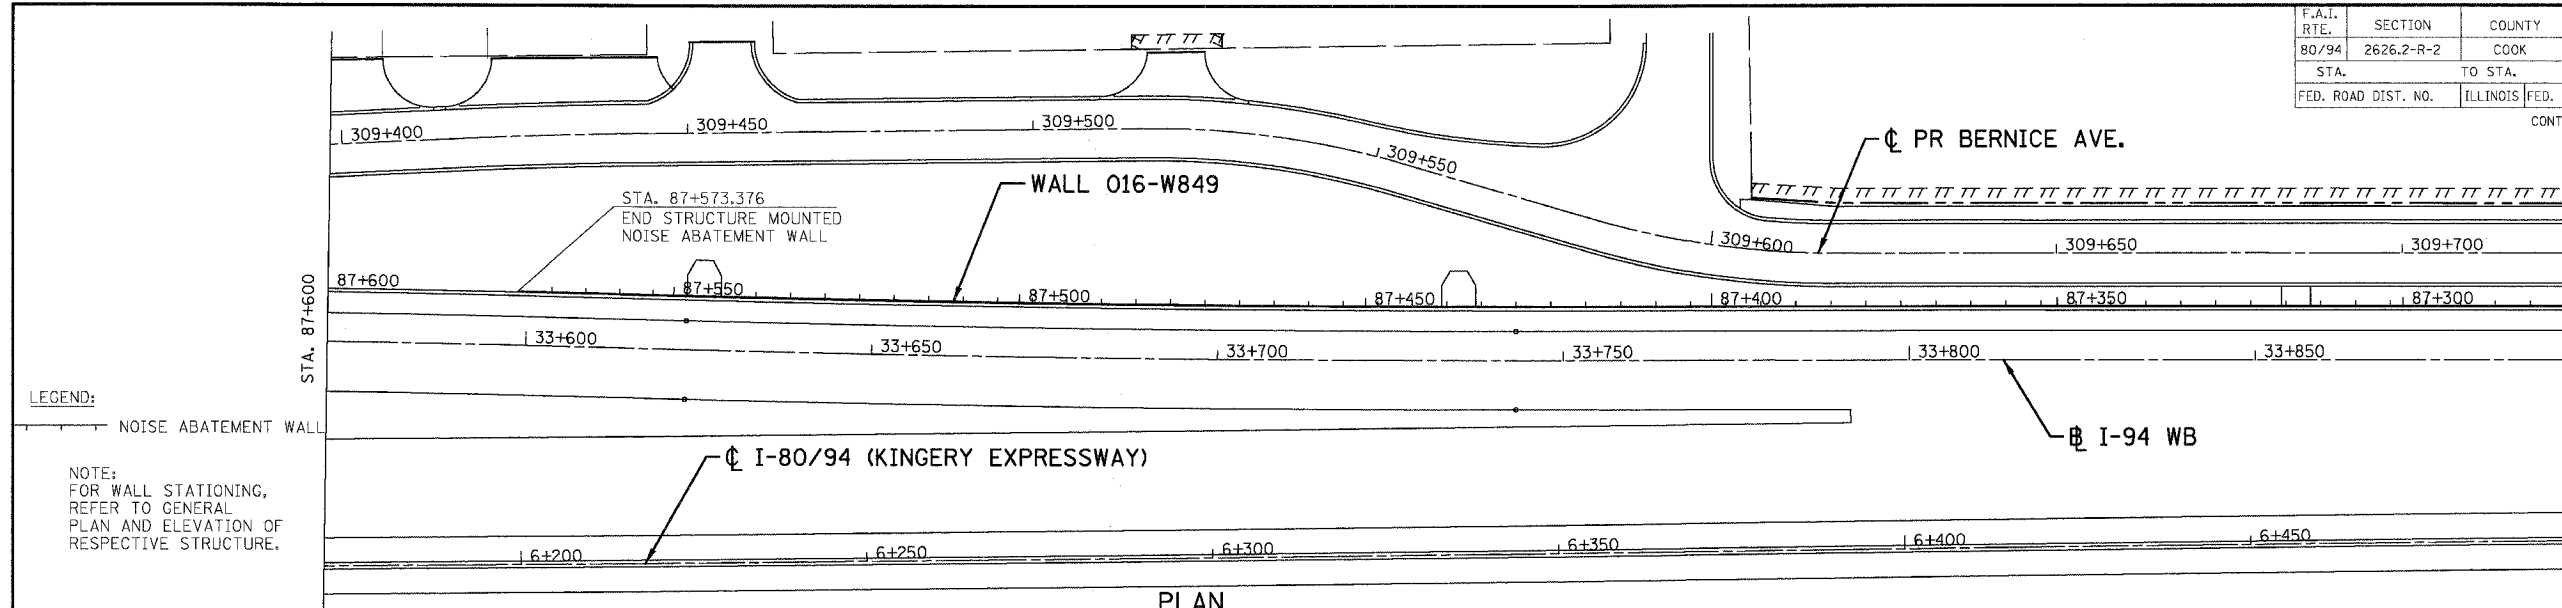 F.A.I. RTE. SECTION COUNTY
80/94 2626.2-R-2 COOK
STA. TO STA.
FED. ROAD DIST. NO. ILLINOIS FED.
CONT
309+400 309+450 309+500 309+550 309+600 309+650 309+700
℄ PR BERNICE AVE.
WALL 016-W849
STA. 87+573.376
END STRUCTURE MOUNTED
NOISE ABATEMENT WALL
STA. 87+600
87+600 87+550 87+500 87+450 87+400 87+350 87+300
33+600 33+650 33+700 33+750 33+800 33+850
LEGEND:
NOISE ABATEMENT WALL
NOTE:
FOR WALL STATIONING,
REFER TO GENERAL
PLAN AND ELEVATION OF
RESPECTIVE STRUCTURE.
℄ I-80/94 (KINGERY EXPRESSWAY)
BL I-94 WB
6+200 6+250 6+300 6+350 6+400 6+450
PLAN